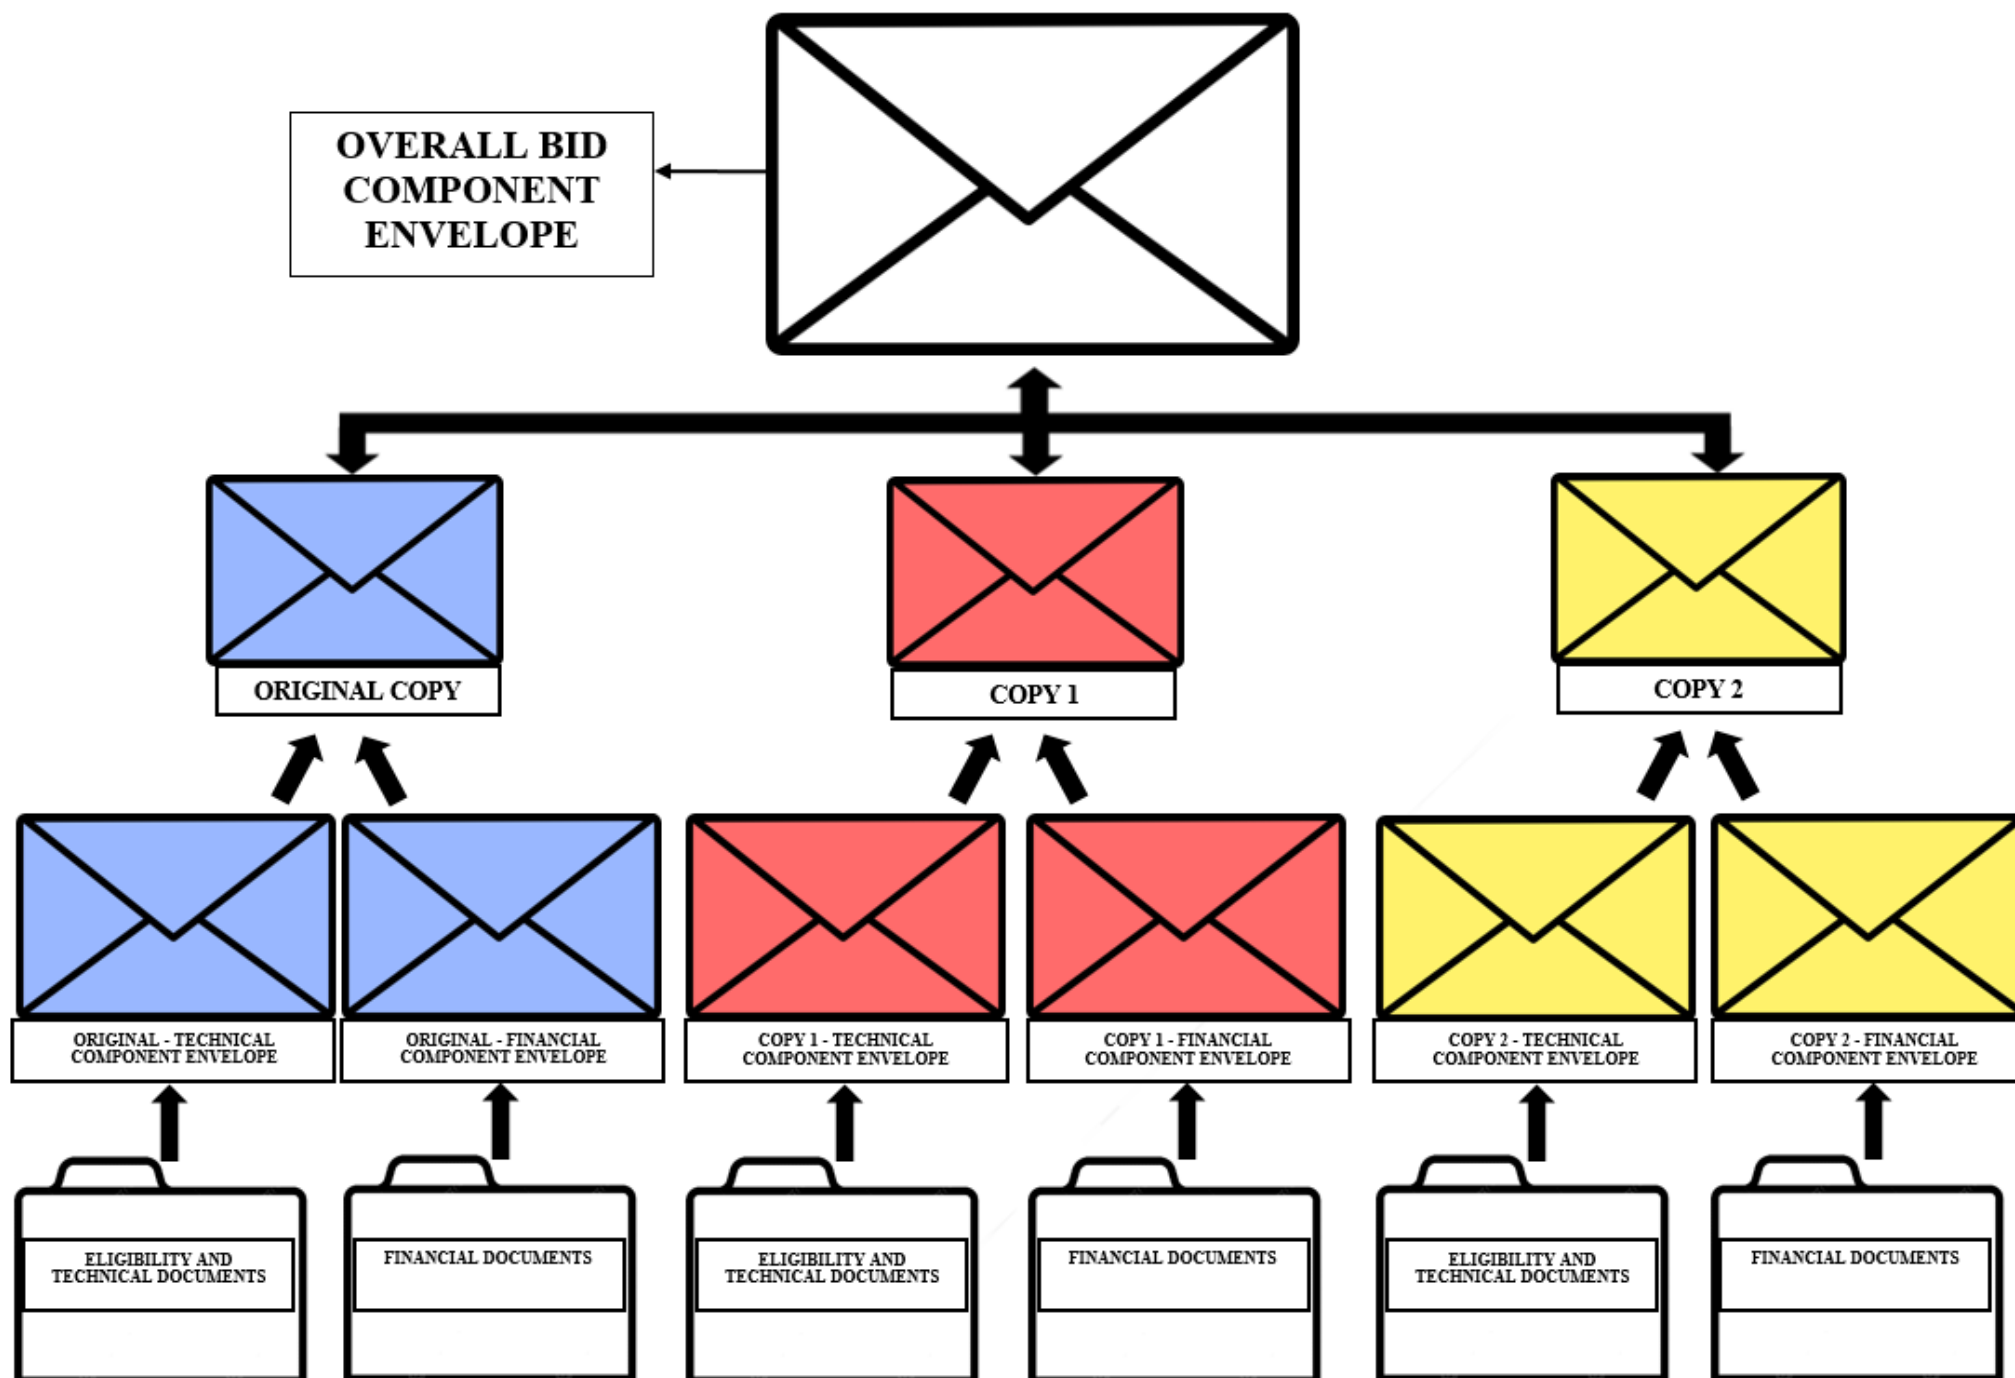 OVERALL BID
COMPONENT
ENVELOPE
ORIGINAL COPY
COPY 1
COPY 2
ORIGINAL - TECHNICAL
COMPONENT ENVELOPE
ORIGINAL - FINANCIAL
COMPONENT ENVELOPE
COPY 1 - TECHNICAL
COMPONENT ENVELOPE
COPY 1 - FINANCIAL
COMPONENT ENVELOPE
COPY 2 - TECHNICAL
COMPONENT ENVELOPE
COPY 2 - FINANCIAL
COMPONENT ENVELOPE
ELIGIBILITY AND
TECHNICAL DOCUMENTS
FINANCIAL DOCUMENTS
ELIGIBILITY AND
TECHNICAL DOCUMENTS
FINANCIAL DOCUMENTS
ELIGIBILITY AND
TECHNICAL DOCUMENTS
FINANCIAL DOCUMENTS